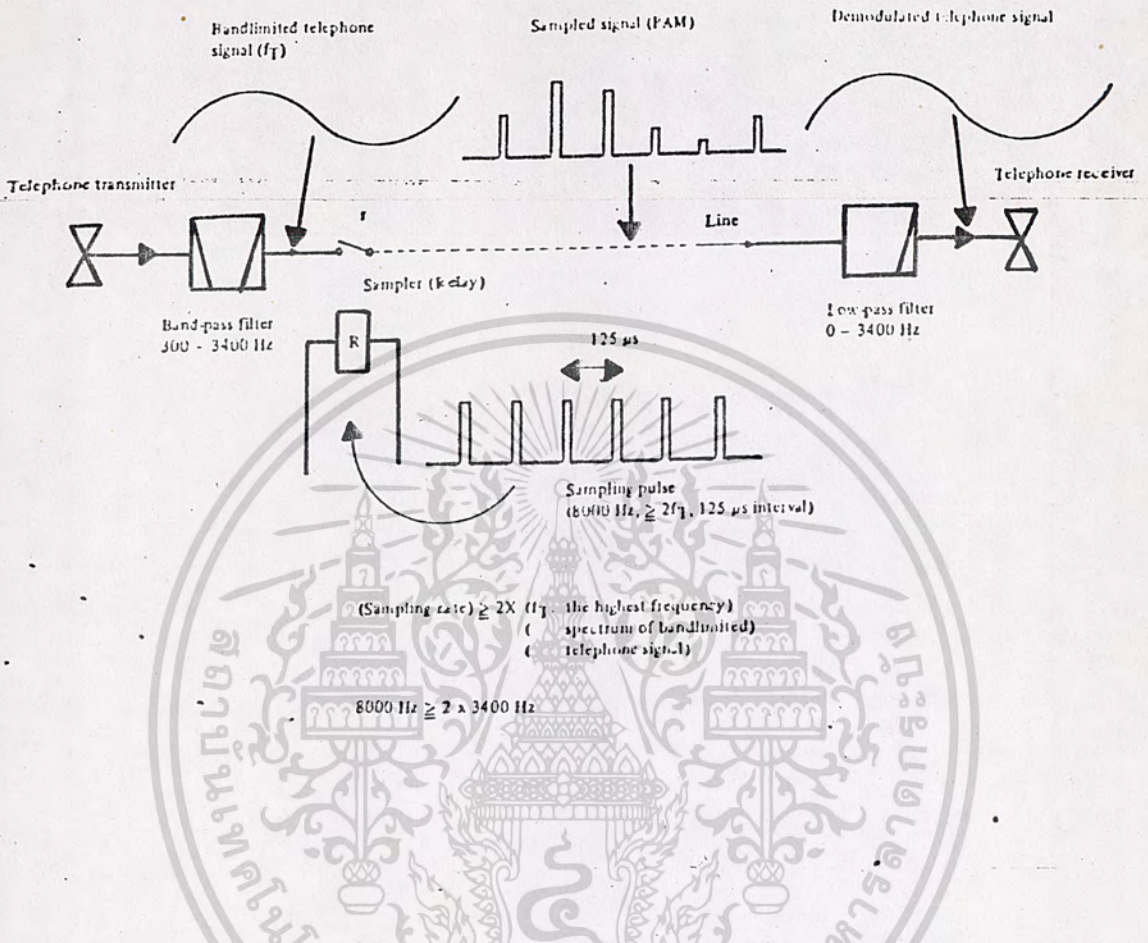 Bandlimited telephone
signal (fT)
Sampled signal (PAM)
Demodulated telephone signal
Telephone transmitter
Telephone receiver
Line
Sampler (Relay)
Band-pass filter
300 - 3400 Hz
Low-pass filter
0 – 3400 Hz
R
125 µs
Sampling pulse
(8000 Hz, ≧ 2fT, 125 µs interval)
(Sampling rate) ≧ 2X (fT. the highest frequency)
( spectrum of bandlimited)
( telephone signal)
8000 Hz ≧ 2 x 3400 Hz